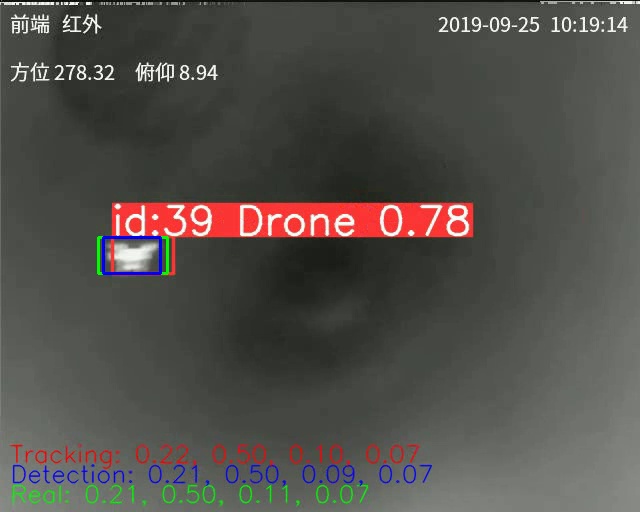 前端 红外 2019-09-25 10:19:14
方位 278.32 俯仰 8.94
id:39 Drone 0.78
Tracking: 0.22, 0.50, 0.10, 0.07
Detection: 0.21, 0.50, 0.09, 0.07
Real: 0.21, 0.50, 0.11, 0.07